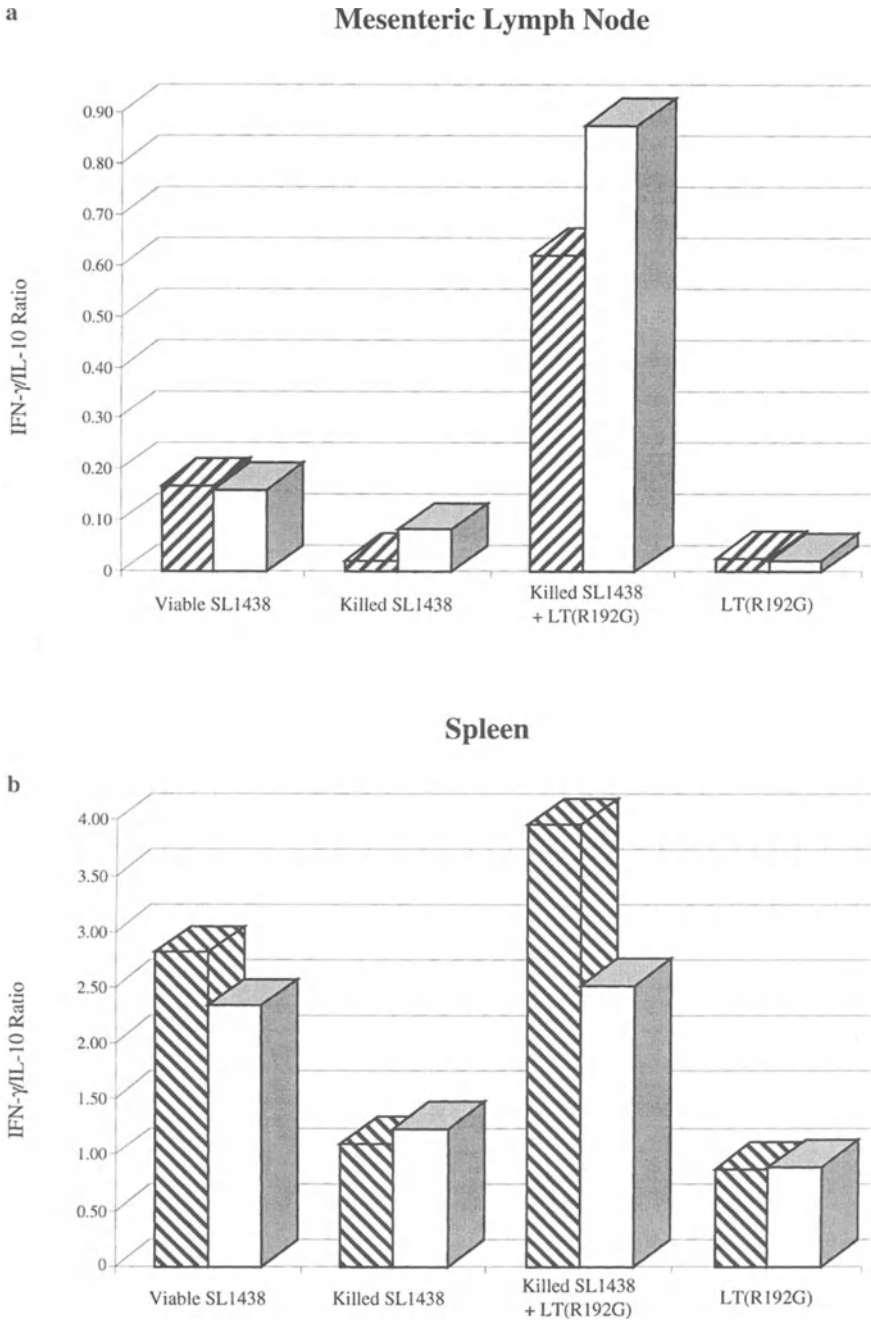 a
Mesenteric Lymph Node
IFN-γ/IL-10 Ratio
0.90
0.80
0.70
0.60
0.50
0.40
0.30
0.20
0.10
0
Viable SL1438
Killed SL1438
Killed SL1438
+ LT(R192G)
LT(R192G)
Spleen
b
IFN-γ/IL-10 Ratio
4.00
3.50
3.00
2.50
2.00
1.50
1.00
0.50
0
Viable SL1438
Killed SL1438
Killed SL1438
+ LT(R192G)
LT(R192G)